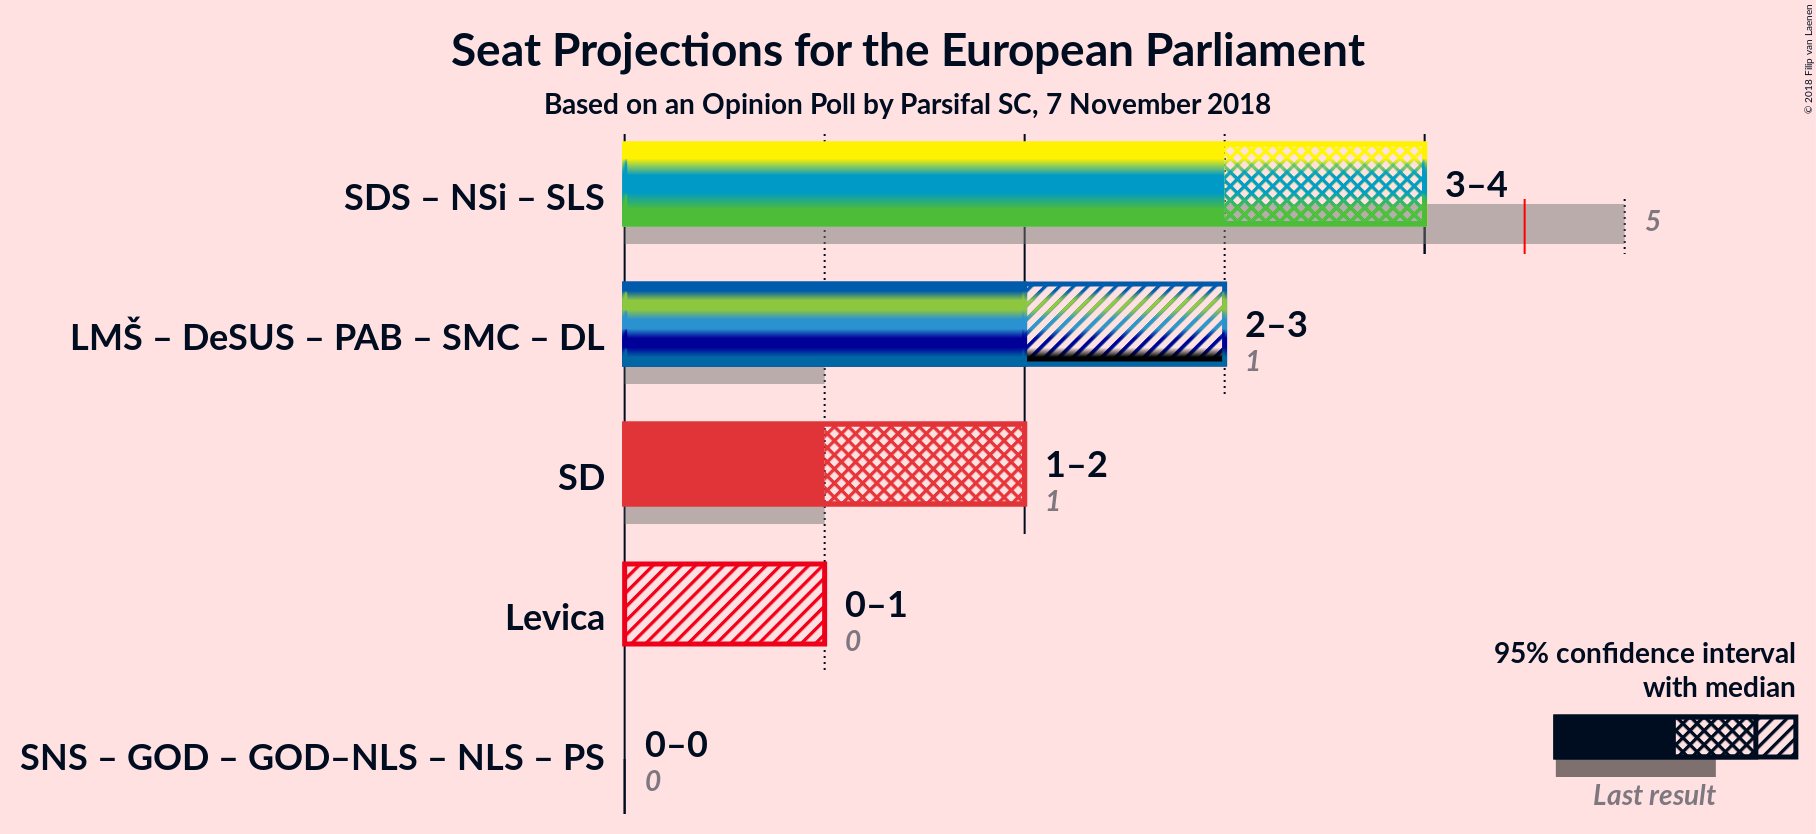 Seat Projections for the European Parliament
Based on an Opinion Poll by Parsifal SC, 7 November 2018
© 2018 Filip van Laenen
SDS – NSi – SLS
3–4
5
LMŠ – DeSUS – PAB – SMC – DL
2–3
1
SD
1–2
1
Levica
0–1
0
SNS – GOD – GOD–NLS – NLS – PS
0–0
0
95% confidence interval
with median
Last result